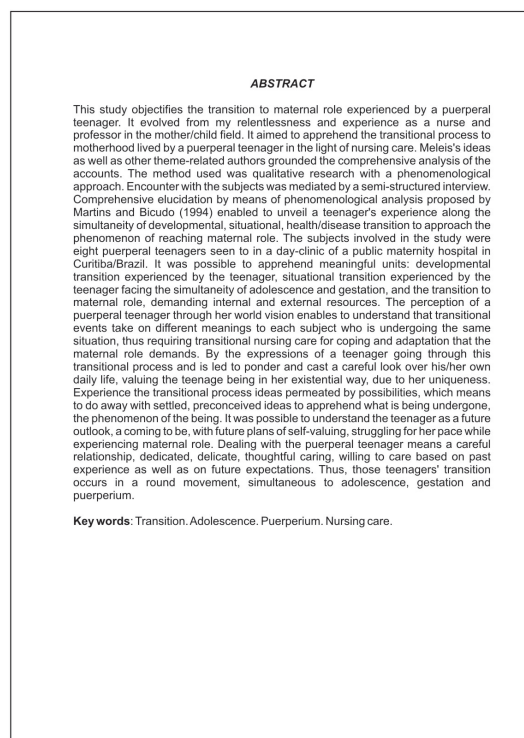 ABSTRACT
This study objectifies the transition to maternal role experienced by a puerperal
teenager. It evolved from my relentlessness and experience as a nurse and
professor in the mother/child field. It aimed to apprehend the transitional process to
motherhood lived by a puerperal teenager in the light of nursing care. Meleis's ideas
as well as other theme-related authors grounded the comprehensive analysis of the
accounts. The method used was qualitative research with a phenomenological
approach. Encounter with the subjects was mediated by a semi-structured interview.
Comprehensive elucidation by means of phenomenological analysis proposed by
Martins and Bicudo (1994) enabled to unveil a teenager's experience along the
simultaneity of developmental, situational, health/disease transition to approach the
phenomenon of reaching maternal role. The subjects involved in the study were
eight puerperal teenagers seen to in a day-clinic of a public maternity hospital in
Curitiba/Brazil. It was possible to apprehend meaningful units: developmental
transition experienced by the teenager, situational transition experienced by the
teenager facing the simultaneity of adolescence and gestation, and the transition to
maternal role, demanding internal and external resources. The perception of a
puerperal teenager through her world vision enables to understand that transitional
events take on different meanings to each subject who is undergoing the same
situation, thus requiring transitional nursing care for coping and adaptation that the
maternal role demands. By the expressions of a teenager going through this
transitional process and is led to ponder and cast a careful look over his/her own
daily life, valuing the teenage being in her existential way, due to her uniqueness.
Experience the transitional process ideas permeated by possibilities, which means
to do away with settled, preconceived ideas to apprehend what is being undergone,
the phenomenon of the being. It was possible to understand the teenager as a future
outlook, a coming to be, with future plans of self-valuing, struggling for her pace while
experiencing maternal role. Dealing with the puerperal teenager means a careful
relationship, dedicated, delicate, thoughtful caring, willing to care based on past
experience as well as on future expectations. Thus, those teenagers' transition
occurs in a round movement, simultaneous to adolescence, gestation and
puerperium.
Key words: Transition. Adolescence. Puerperium. Nursing care.